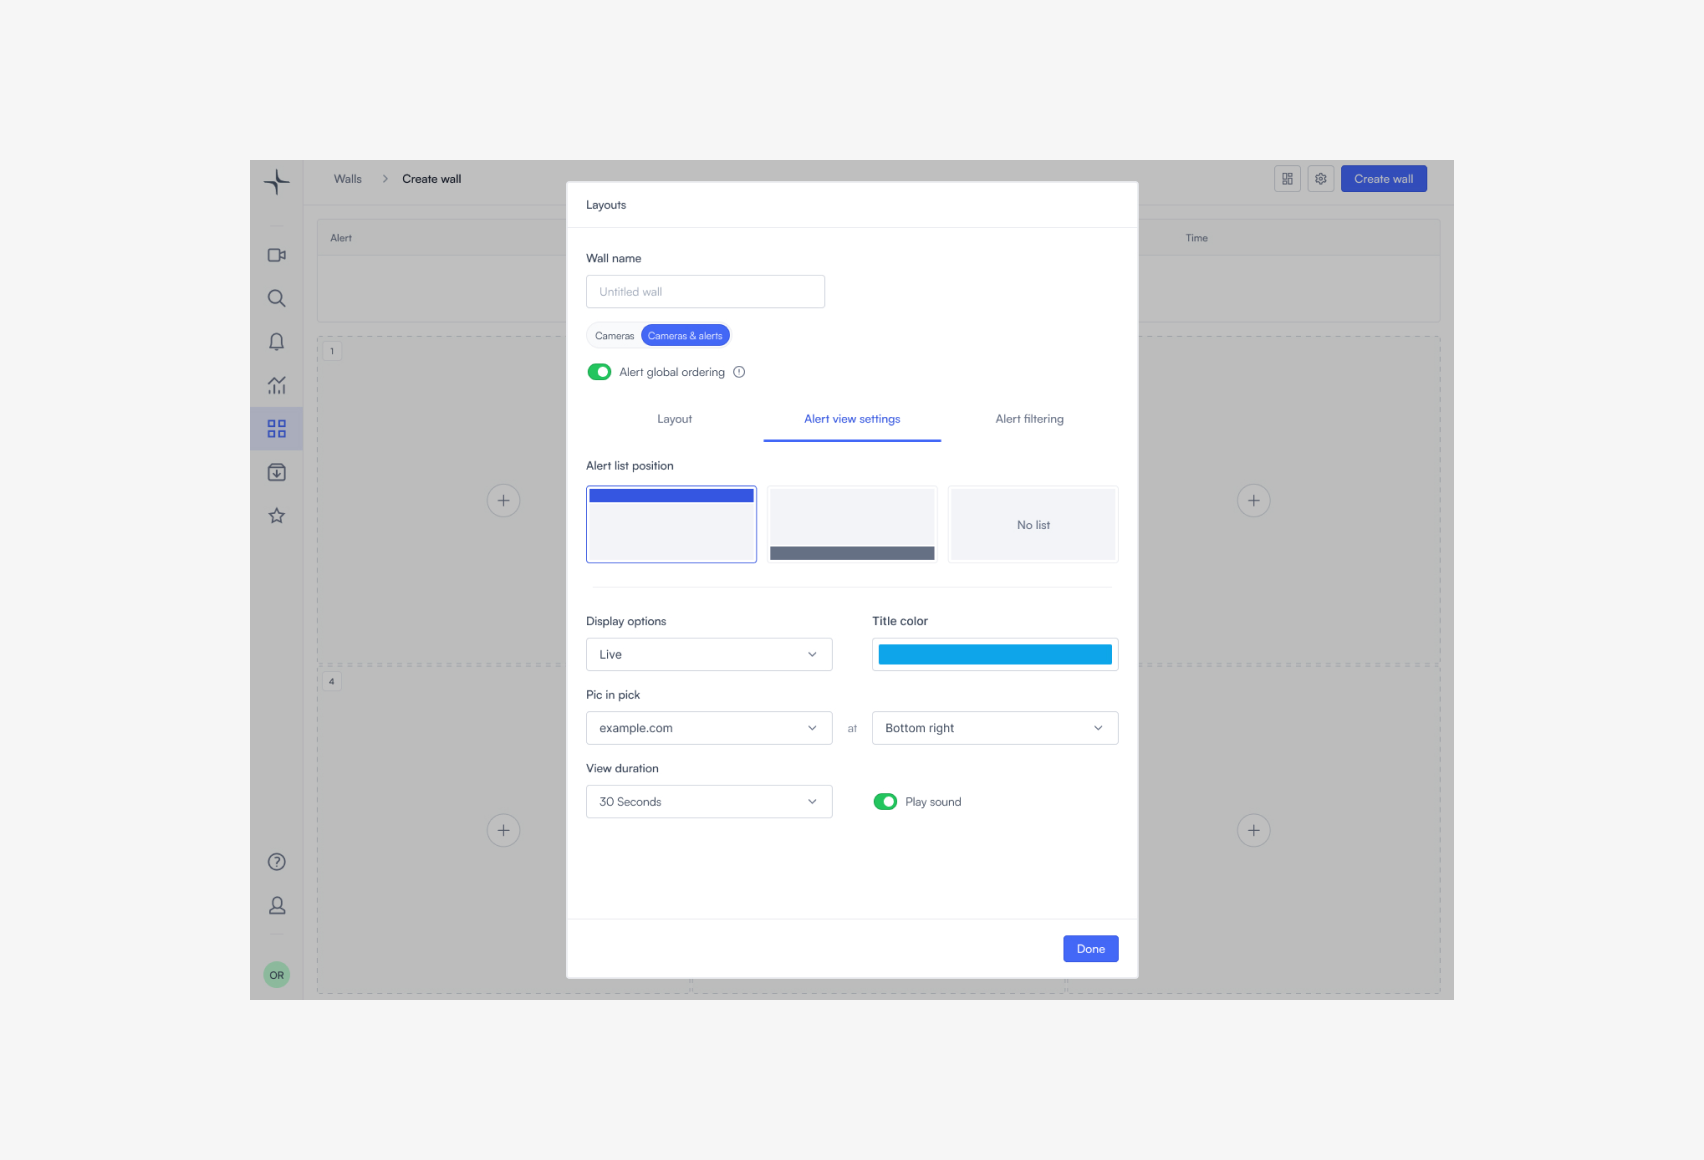 Walls > Create wall
Create wall
Layouts
Alert
Time
Wall name
Untitled wall
Cameras
Cameras & alerts
1
Alert global ordering
Layout
Alert view settings
Alert filtering
Alert list position
No list
Display options
Title color
Live
4
Pic in pick
example.com
at
Bottom right
View duration
30 Seconds
Play sound
Done
OR